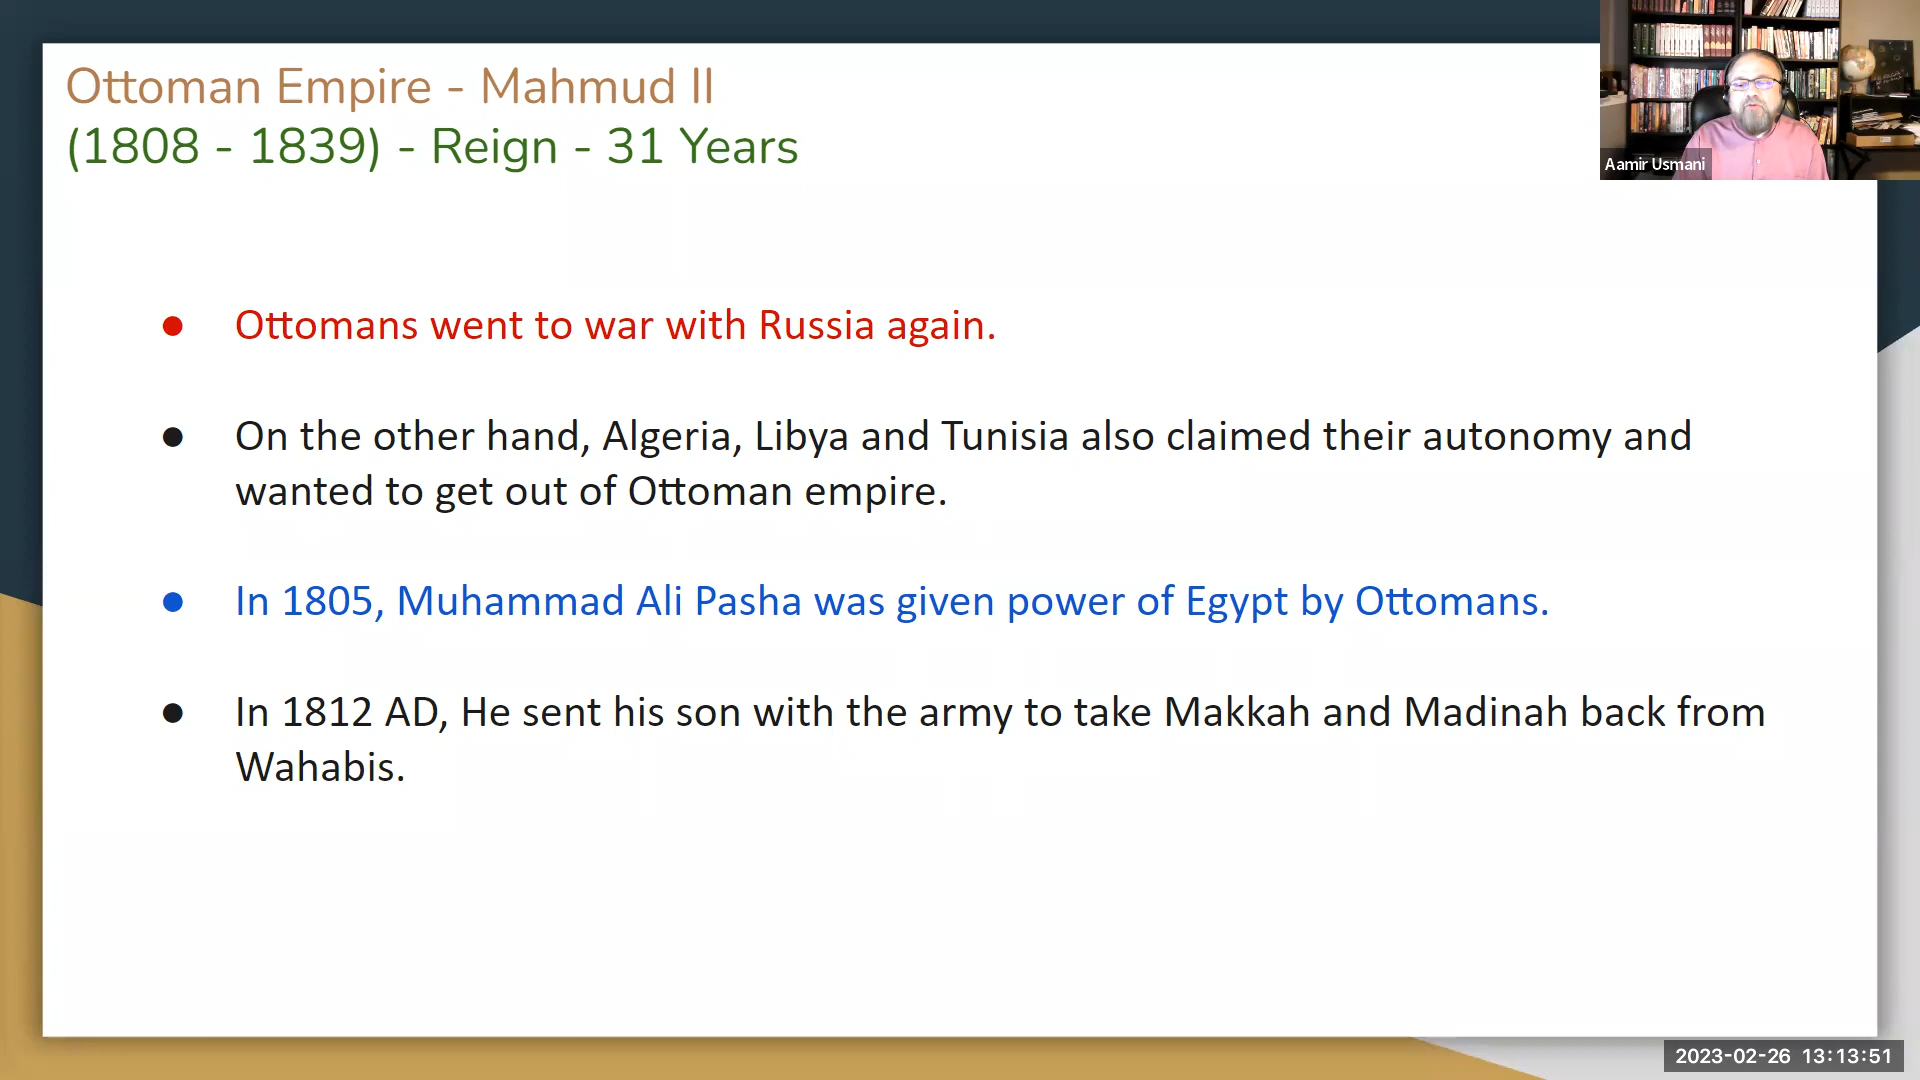 Ottoman Empire - Mahmud II
(1808 - 1839) - Reign - 31 Years
Aamir Usmani
● Ottomans went to war with Russia again.
● On the other hand, Algeria, Libya and Tunisia also claimed their autonomy and
wanted to get out of Ottoman empire.
● In 1805, Muhammad Ali Pasha was given power of Egypt by Ottomans.
● In 1812 AD, He sent his son with the army to take Makkah and Madinah back from
Wahabis.
2023-02-26 13:13:51